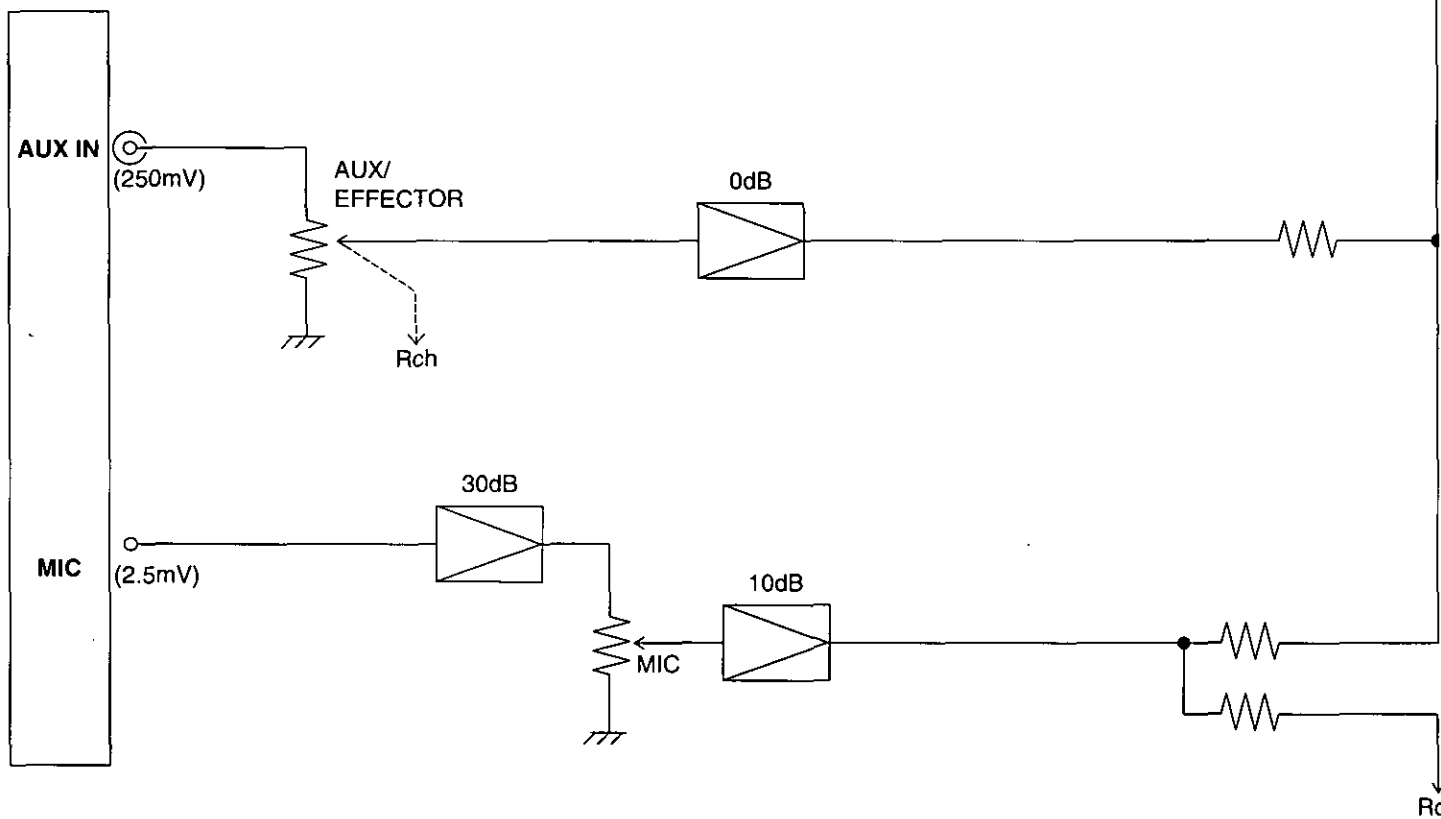 AUX IN
(250mV)
AUX/
EFFECTOR
0dB
Rch
30dB
MIC
(2.5mV)
10dB
MIC